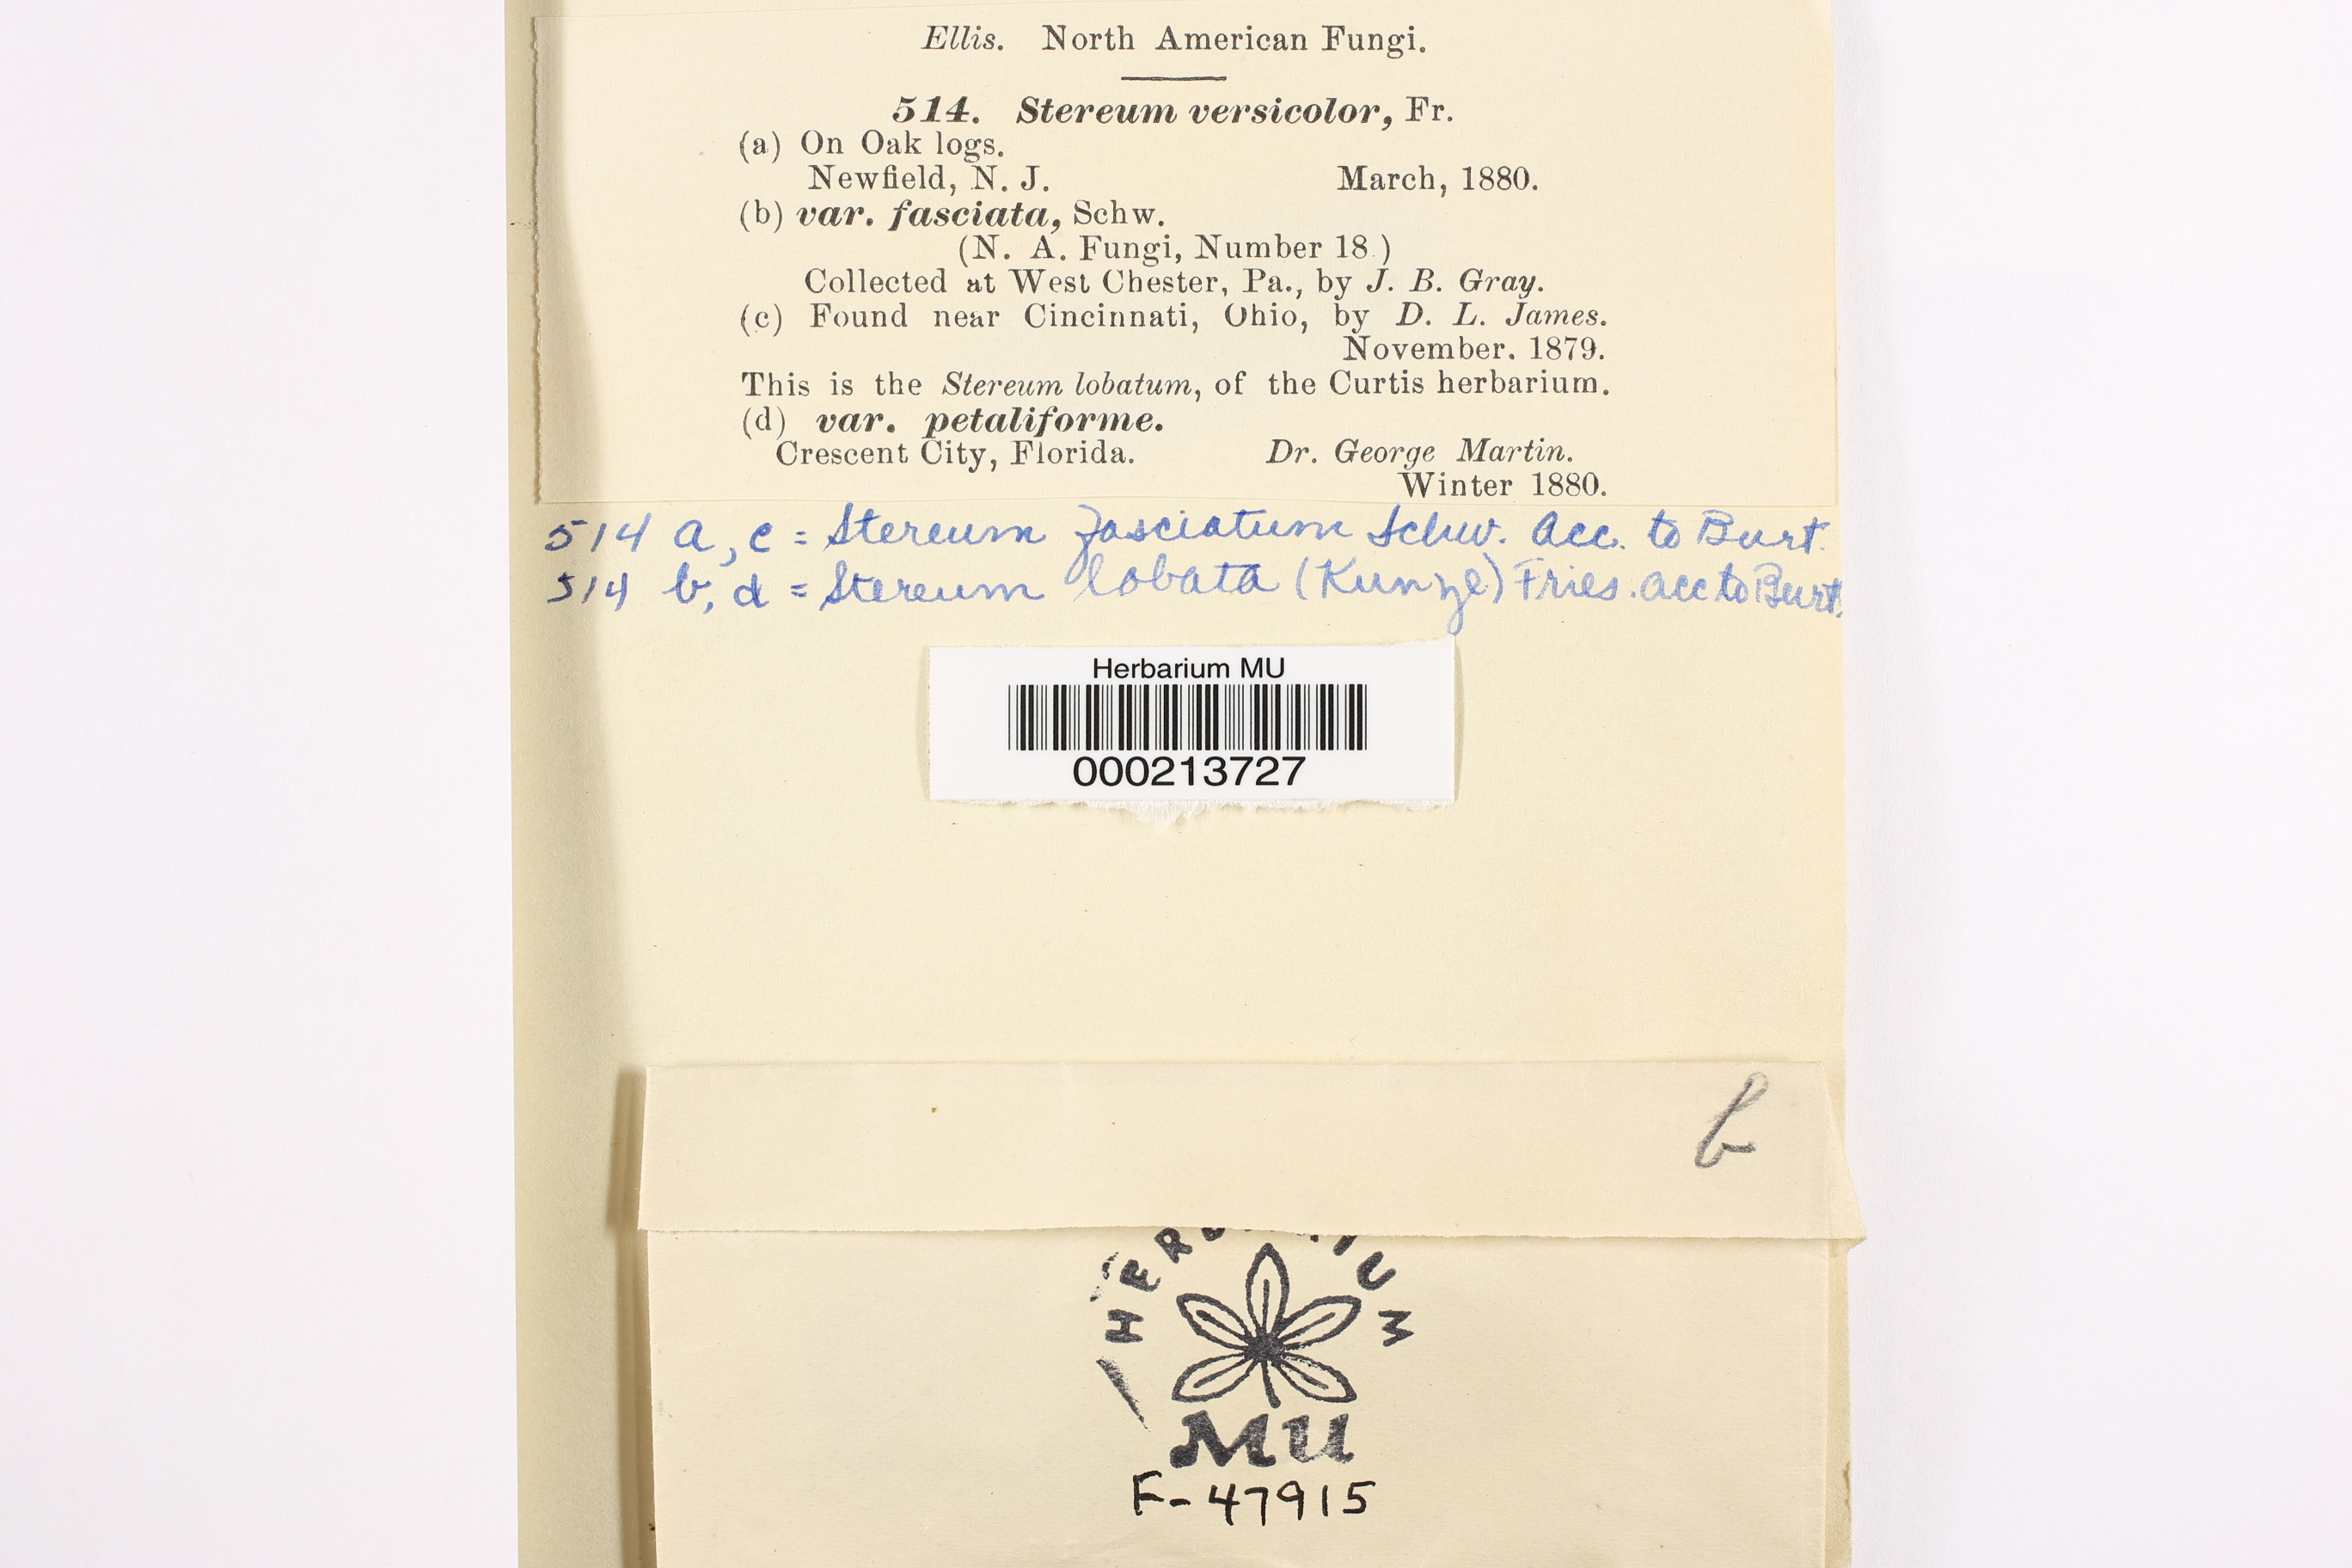 Ellis. North American Fungi.
514. Stereum versicolor, Fr.
(a) On Oak logs.
Newfield, N. J. March, 1880.
(b) var. fasciata, Schw.
(N. A. Fungi, Number 18.)
Collected at West Chester, Pa., by J. B. Gray.
(c) Found near Cincinnati, Ohio, by D. L. James.
November. 1879.
This is the Stereum lobatum, of the Curtis herbarium.
(d) var. petaliforme.
Crescent City, Florida. Dr. George Martin.
Winter 1880.
514 a, c = Stereum fasciatum Schw. Acc. to Burt.
514 b, d = Stereum lobata (Kunze) Fries. acc to Burt.
Herbarium MU
000213727
b
MU
F-47915